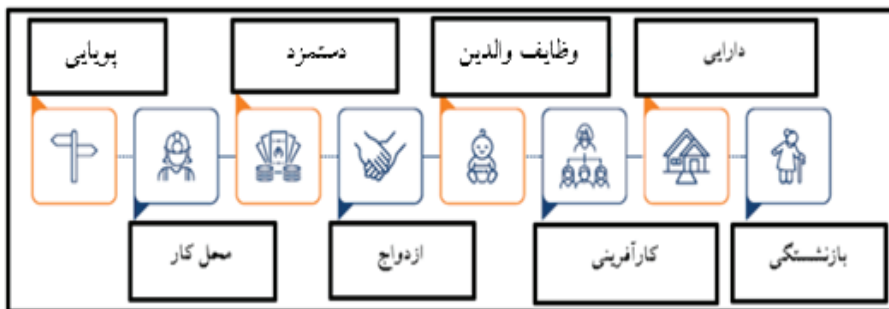 پویایی
دستمزد
وظایف والدین
دارایی
محل کار
ازدواج
کارآفرینی
بازنشستگی